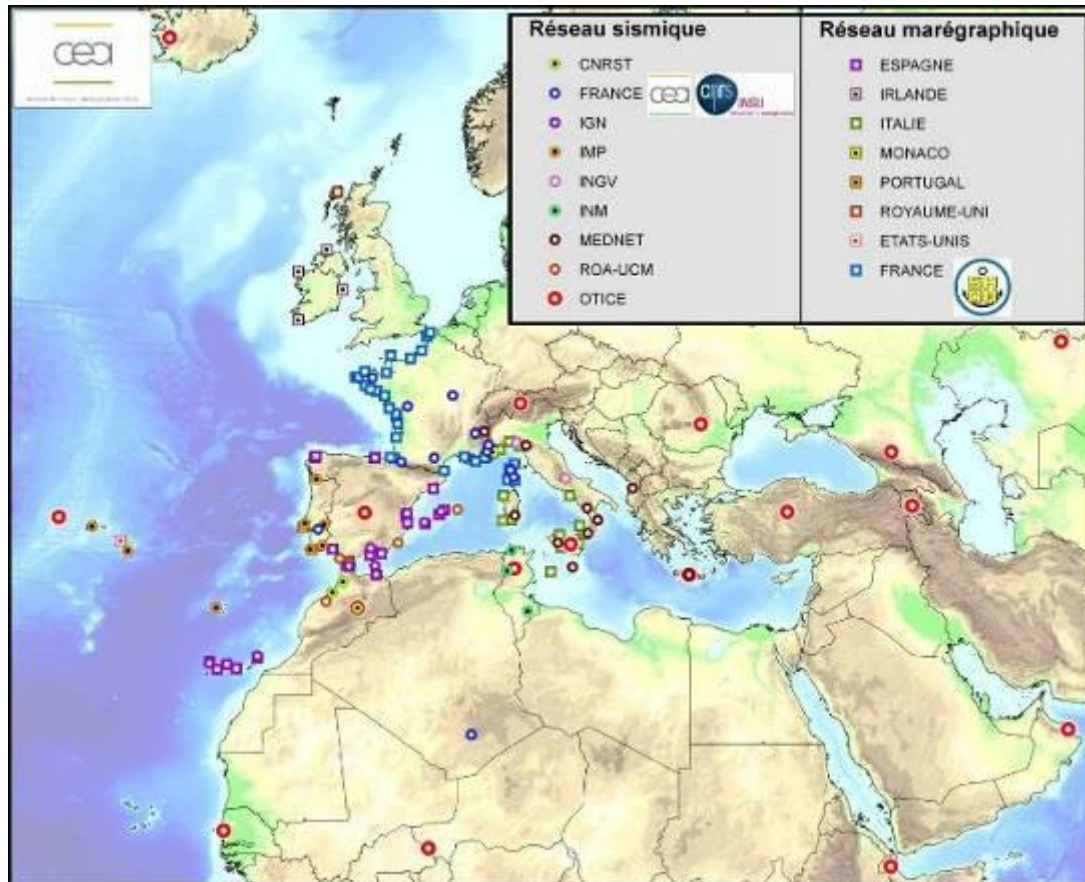 cea
Réseau sismique
CNRST
FRANCE
cea
cnrs
INSU
IGN
IMP
INGV
INM
MEDNET
ROA-UCM
OTICE
Réseau marégraphique
ESPAGNE
IRLANDE
ITALIE
MONACO
PORTUGAL
ROYAUME-UNI
ETATS-UNIS
FRANCE